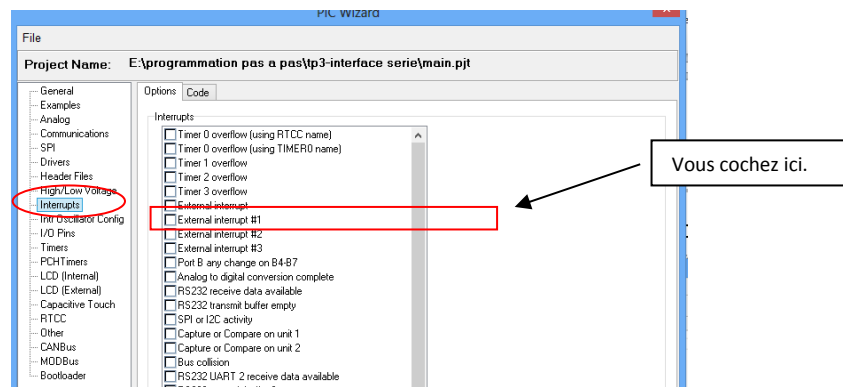 PIC Wizard
File
Project Name: E:\programmation pas a pas\tp3-interface serie\main.pjt
General
Examples
Analog
Communications
SPI
Drivers
Header Files
High/Low Voltage
Interrupts
Intl Oscillator Config
I/O Pins
Timers
PCHTimers
LCD (Internal)
LCD (External)
Capacitive Touch
RTCC
Other
CANBus
MODBus
Bootloader
Options Code
Interrupts
Timer 0 overflow (using RTCC name)
Timer 0 overflow (using TIMER0 name)
Timer 1 overflow
Timer 2 overflow
Timer 3 overflow
External interrupt
External interrupt #1
External interrupt #2
External interrupt #3
Port B any change on B4-B7
Analog to digital conversion complete
RS232 receive data available
RS232 transmit buffer empty
SPI or I2C activity
Capture or Compare on unit 1
Capture or Compare on unit 2
Bus collision
RS232 UART 2 receive data available
Vous cochez ici.